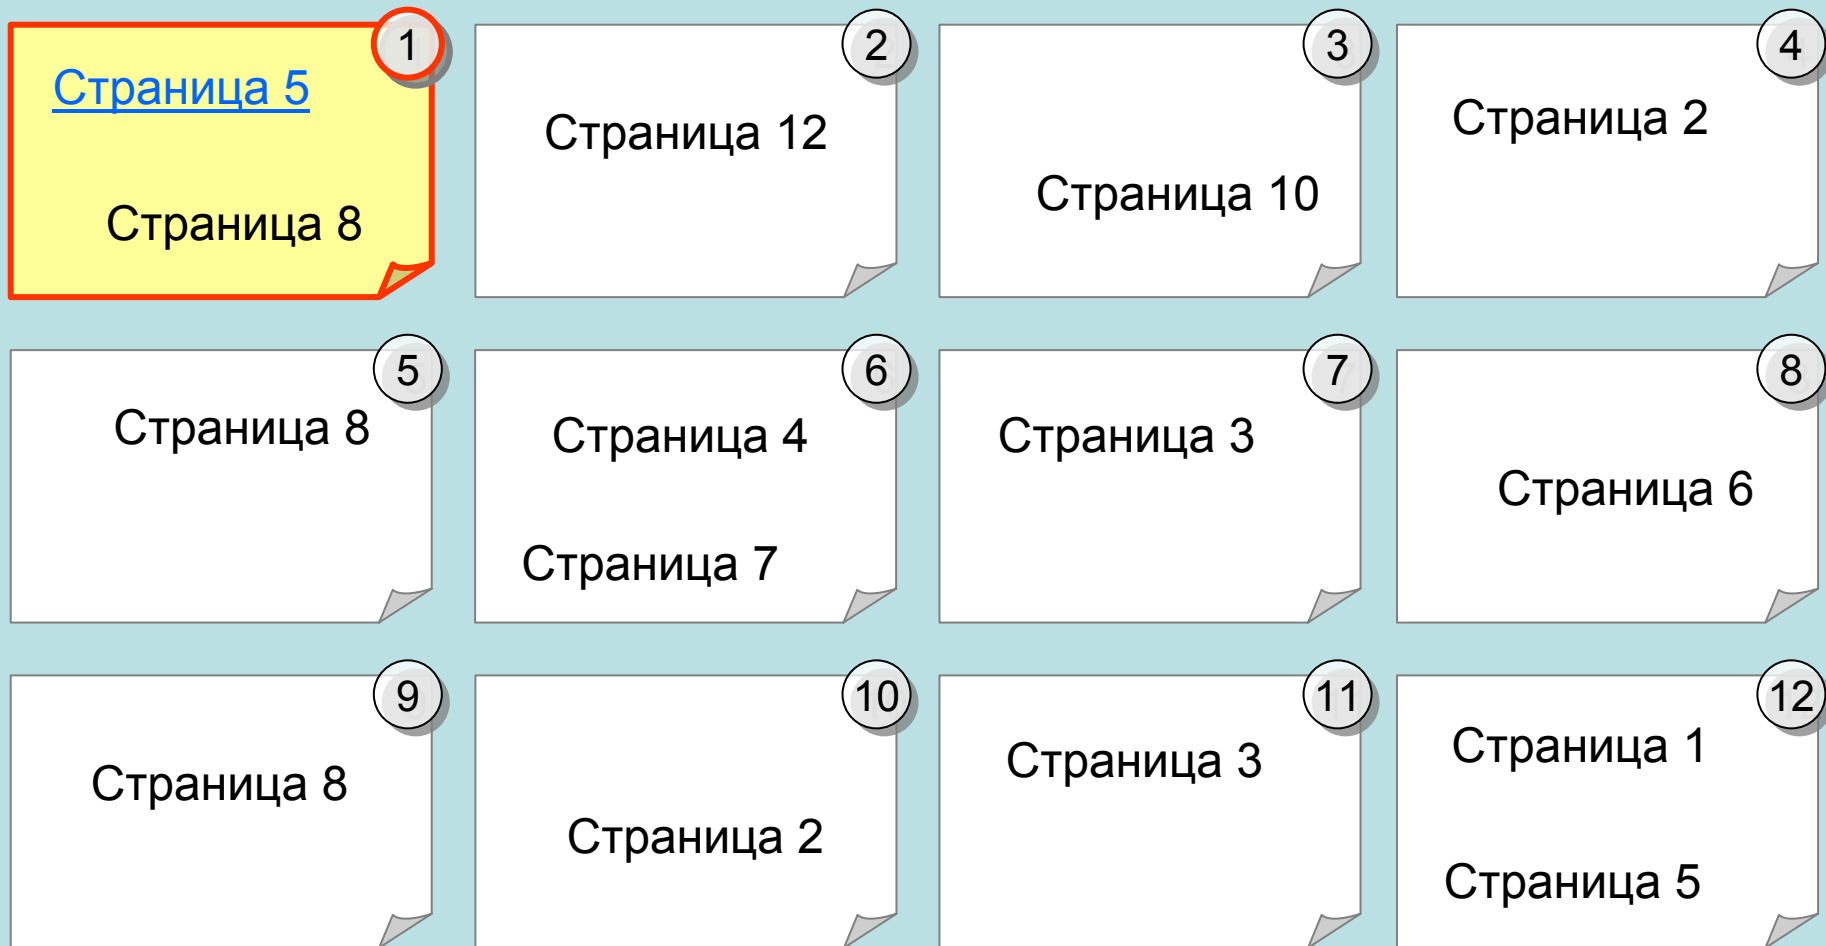 1
Страница 5
Страница 8
2
Страница 12
3
Страница 10
4
Страница 2
5
Страница 8
6
Страница 4
Страница 7
7
Страница 3
8
Страница 6
9
Страница 8
10
Страница 2
11
Страница 3
12
Страница 1
Страница 5